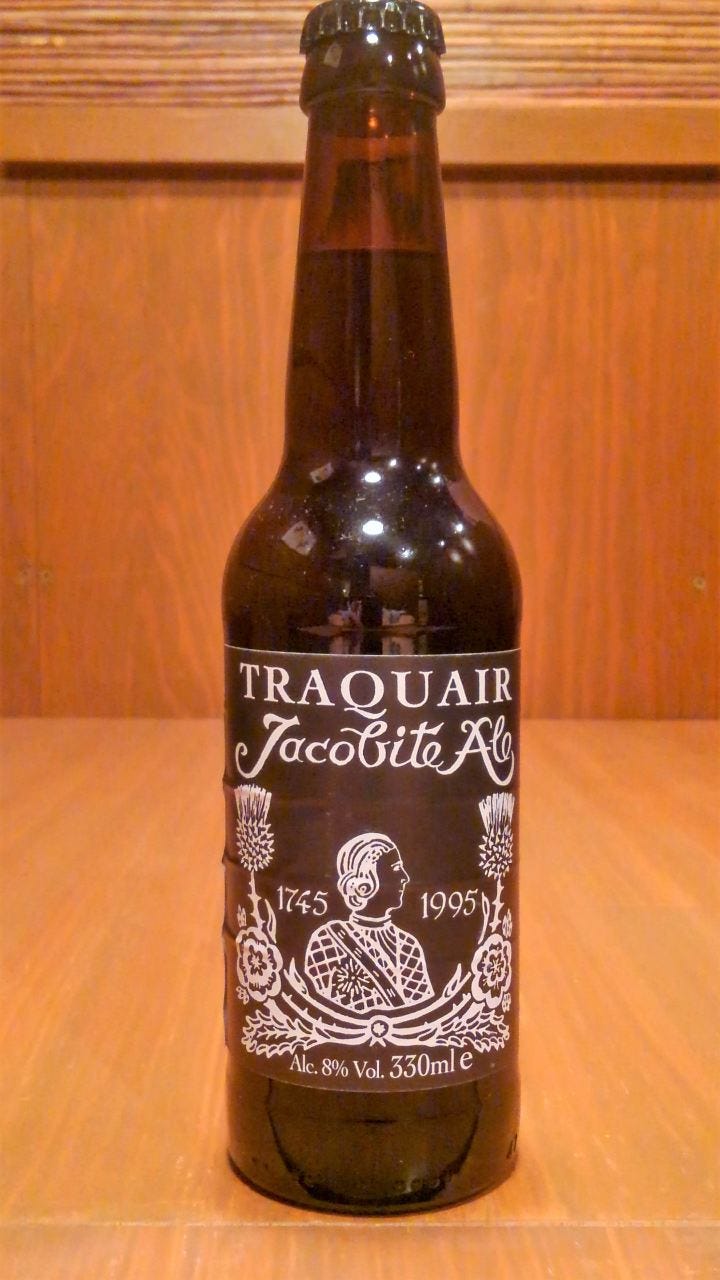 TRAQUAIR
Jacobite Ale
1745 1995
Alc. 8% Vol. 330ml e